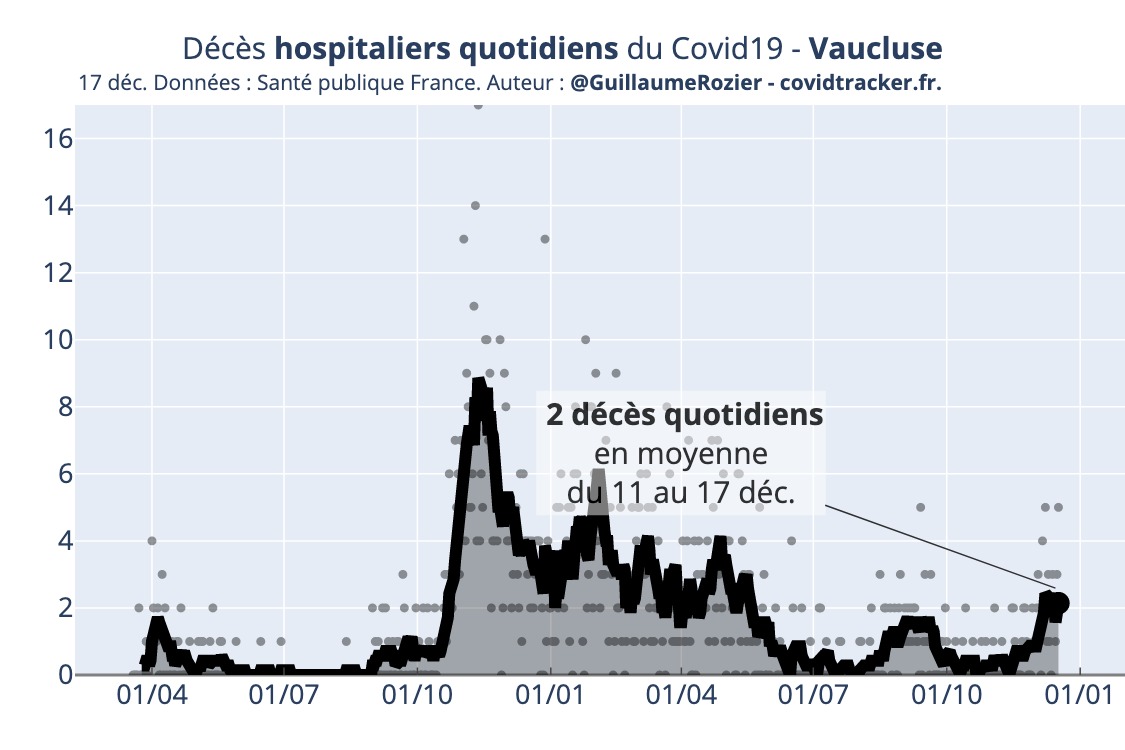 Décès hospitaliers quotidiens du Covid19 - Vaucluse
17 déc. Données : Santé publique France. Auteur : @GuillaumeRozier - covidtracker.fr.
16
14
12
10
8
6
4
2
0
2 décès quotidiens
en moyenne
du 11 au 17 déc.
01/04 01/07 01/10 01/01 01/04 01/07 01/10 01/01